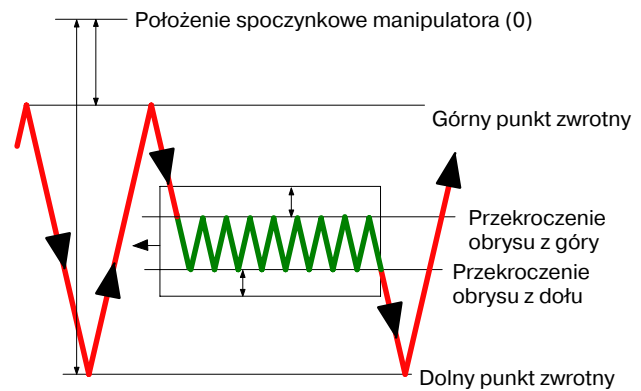 Położenie spoczynkowe manipulatora (0)
Górny punkt zwrotny
Przekroczenie
obrysu z góry
Przekroczenie
obrysu z dołu
Dolny punkt zwrotny